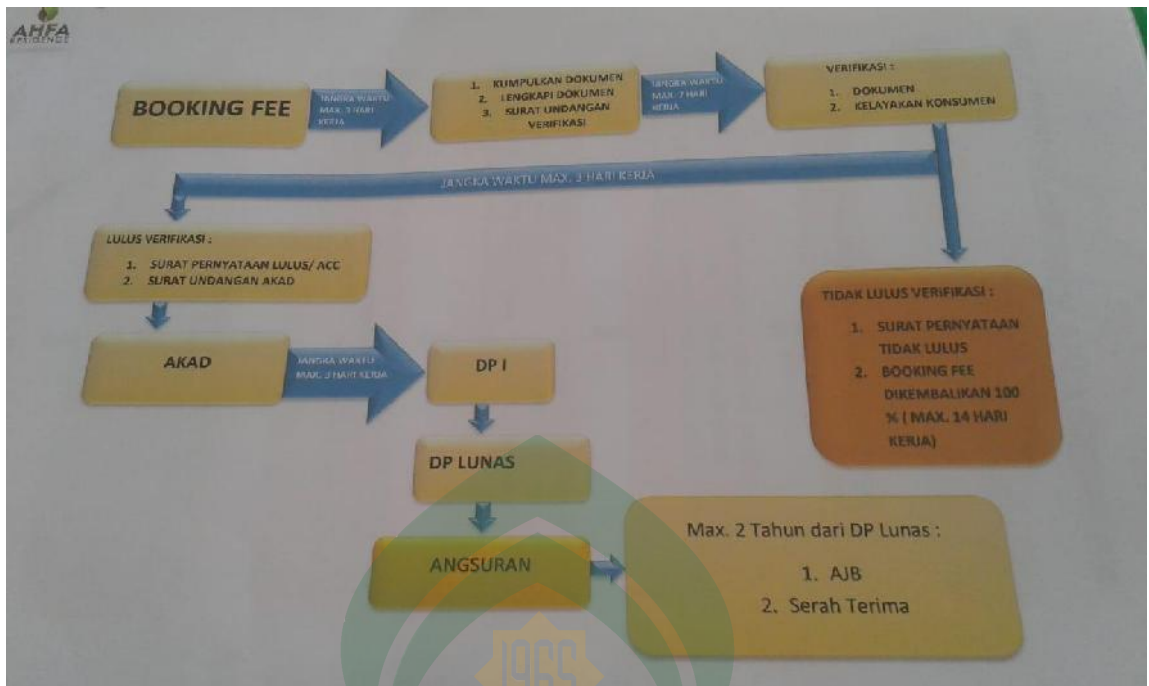 AHFA
RESIDENCE
BOOKING FEE
JANGKA WAKTU
MAX. 3 HARI
KERJA
1. KUMPULKAN DOKUMEN
2. LENGKAPI DOKUMEN
3. SURAT UNDANGAN
VERIFIKASI
JANGKA WAKTU
MAX. 7 HARI
KERJA
VERIFIKASI :
1. DOKUMEN
2. KELAYAKAN KONSUMEN
JANGKA WAKTU MAX. 3 HARI KERJA
LULUS VERIFIKASI :
1. SURAT PERNYATAAN LULUS/ ACC
2. SURAT UNDANGAN AKAD
TIDAK LULUS VERIFIKASI :
1. SURAT PERNYATAAN
TIDAK LULUS
2. BOOKING FEE
DIKEMBALIKAN 100
% ( MAX. 14 HARI
KERJA)
AKAD
JANGKA WAKTU
MAX. 3 HARI KERJA
DP I
DP LUNAS
ANGSURAN
Max. 2 Tahun dari DP Lunas :
1. AJB
2. Serah Terima
1965